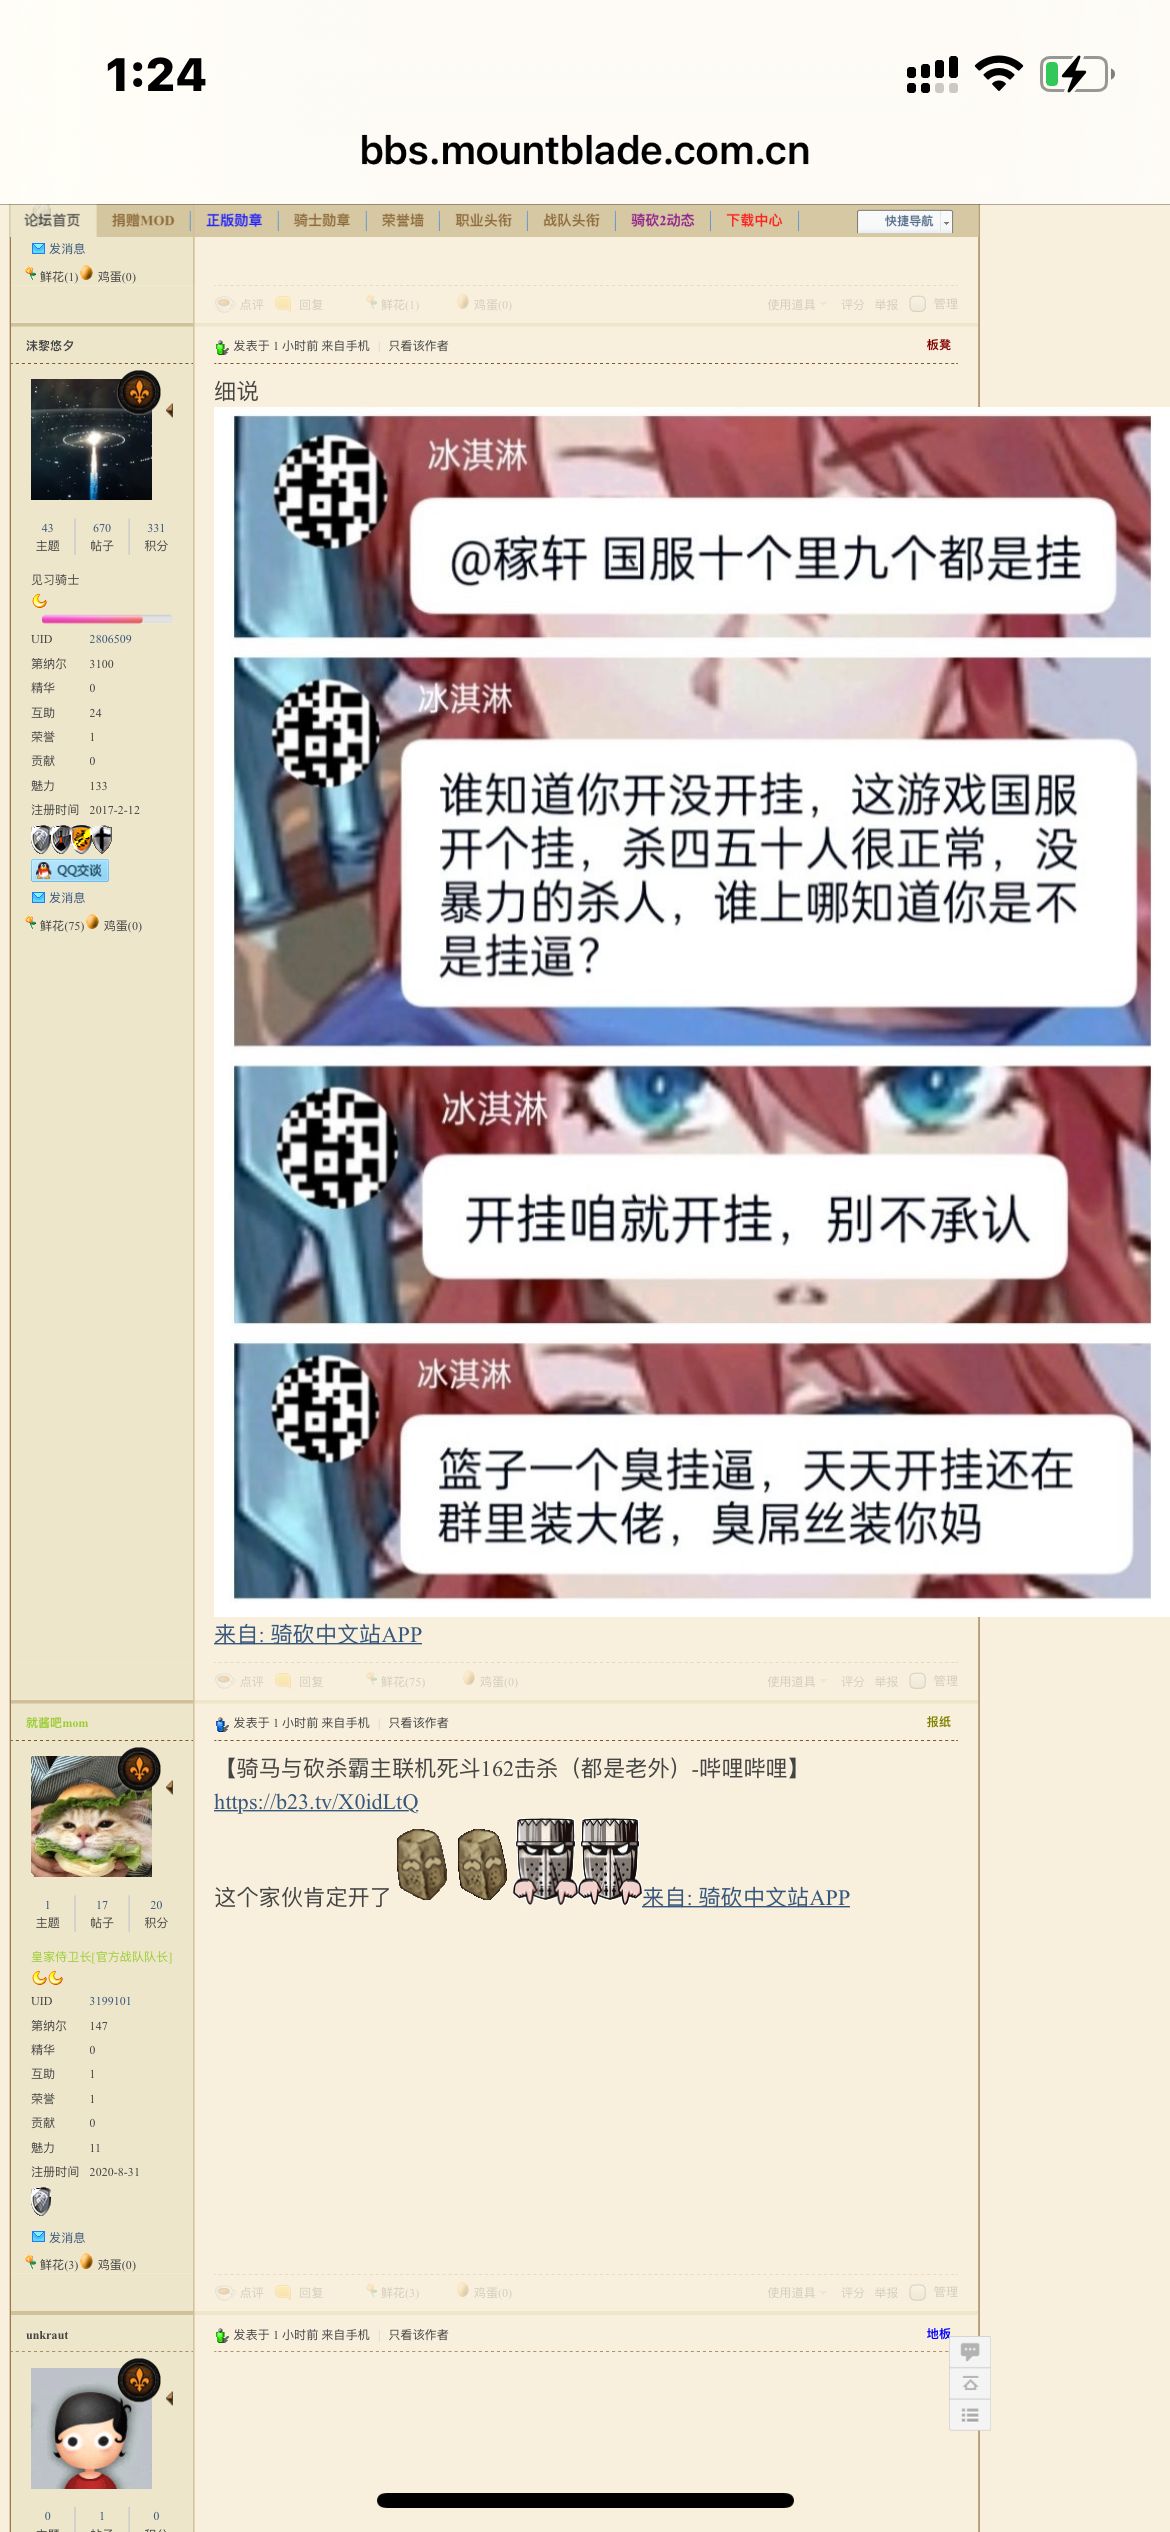 1:24
bbs.mountblade.com.cn
论坛首页 捐赠MOD 正版勋章 骑士勋章 荣誉墙 职业头衔 战队头衔 骑砍2动态 下载中心 快捷导航
发消息
鲜花(1) 鸡蛋(0)
点评 回复 鲜花(1) 鸡蛋(0) 使用道具 评分 举报 管理
沫黎悠夕
发表于 1 小时前 来自手机 | 只看该作者 板凳
43 670 331
主题 帖子 积分
见习骑士
UID 2806509
第纳尔 3100
精华 0
互助 24
荣誉 1
贡献 0
魅力 133
注册时间 2017-2-12
QQ交谈
发消息
鲜花(75) 鸡蛋(0)
细说
冰淇淋
@稼轩 国服十个里九个都是挂
冰淇淋
谁知道你开没开挂，这游戏国服
开个挂，杀四五十人很正常，没
暴力的杀人，谁上哪知道你是不
是挂逼？
冰淇淋
开挂咱就开挂，别不承认
冰淇淋
篮子一个臭挂逼，天天开挂还在
群里装大佬，臭屌丝装你妈
来自: 骑砍中文站APP
点评 回复 鲜花(75) 鸡蛋(0) 使用道具 评分 举报 管理
就酱吧mom
发表于 1 小时前 来自手机 | 只看该作者 报纸
1 17 20
主题 帖子 积分
皇家侍卫长[官方战队队长]
UID 3199101
第纳尔 147
精华 0
互助 1
荣誉 1
贡献 0
魅力 11
注册时间 2020-8-31
发消息
鲜花(3) 鸡蛋(0)
【骑马与砍杀霸主联机死斗162击杀（都是老外）-哔哩哔哩】
https://b23.tv/X0idLtQ
这个家伙肯定开了来自: 骑砍中文站APP
点评 回复 鲜花(3) 鸡蛋(0) 使用道具 评分 举报 管理
unkraut
发表于 1 小时前 来自手机 | 只看该作者 地板
0 1 0